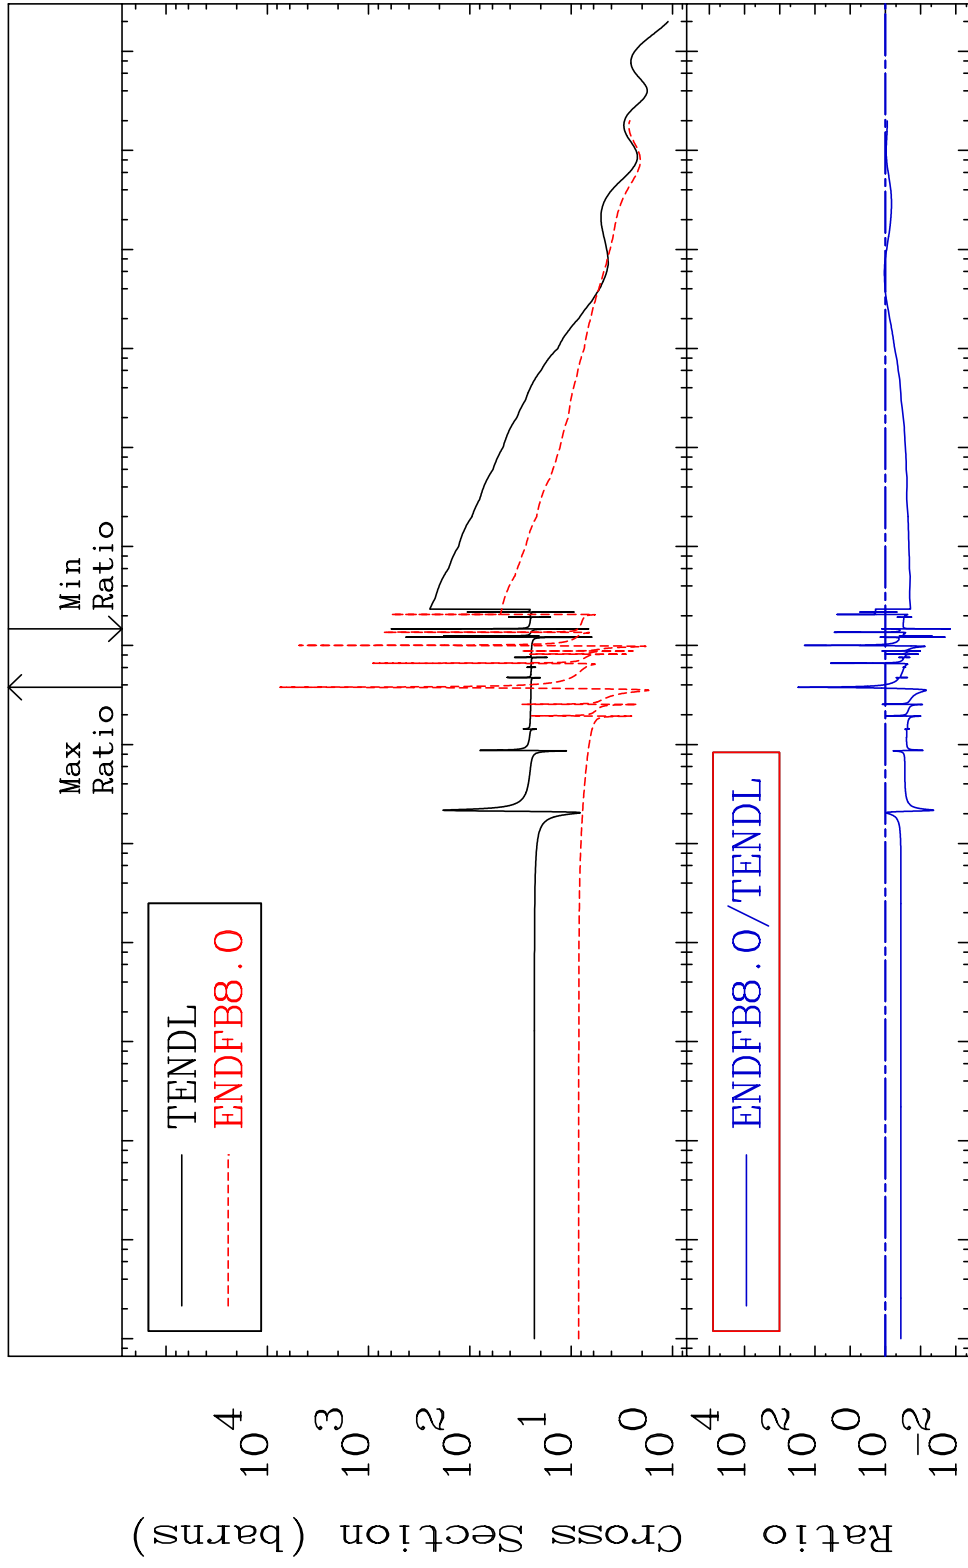 Max
Ratio
Min
Ratio
TENDL
ENDFB8.0
10^4
10^3
10^2
10^1
10^0
Cross Section (barns)
ENDFB8.0/TENDL
10^4
10^2
10^0
10^-2
Ratio